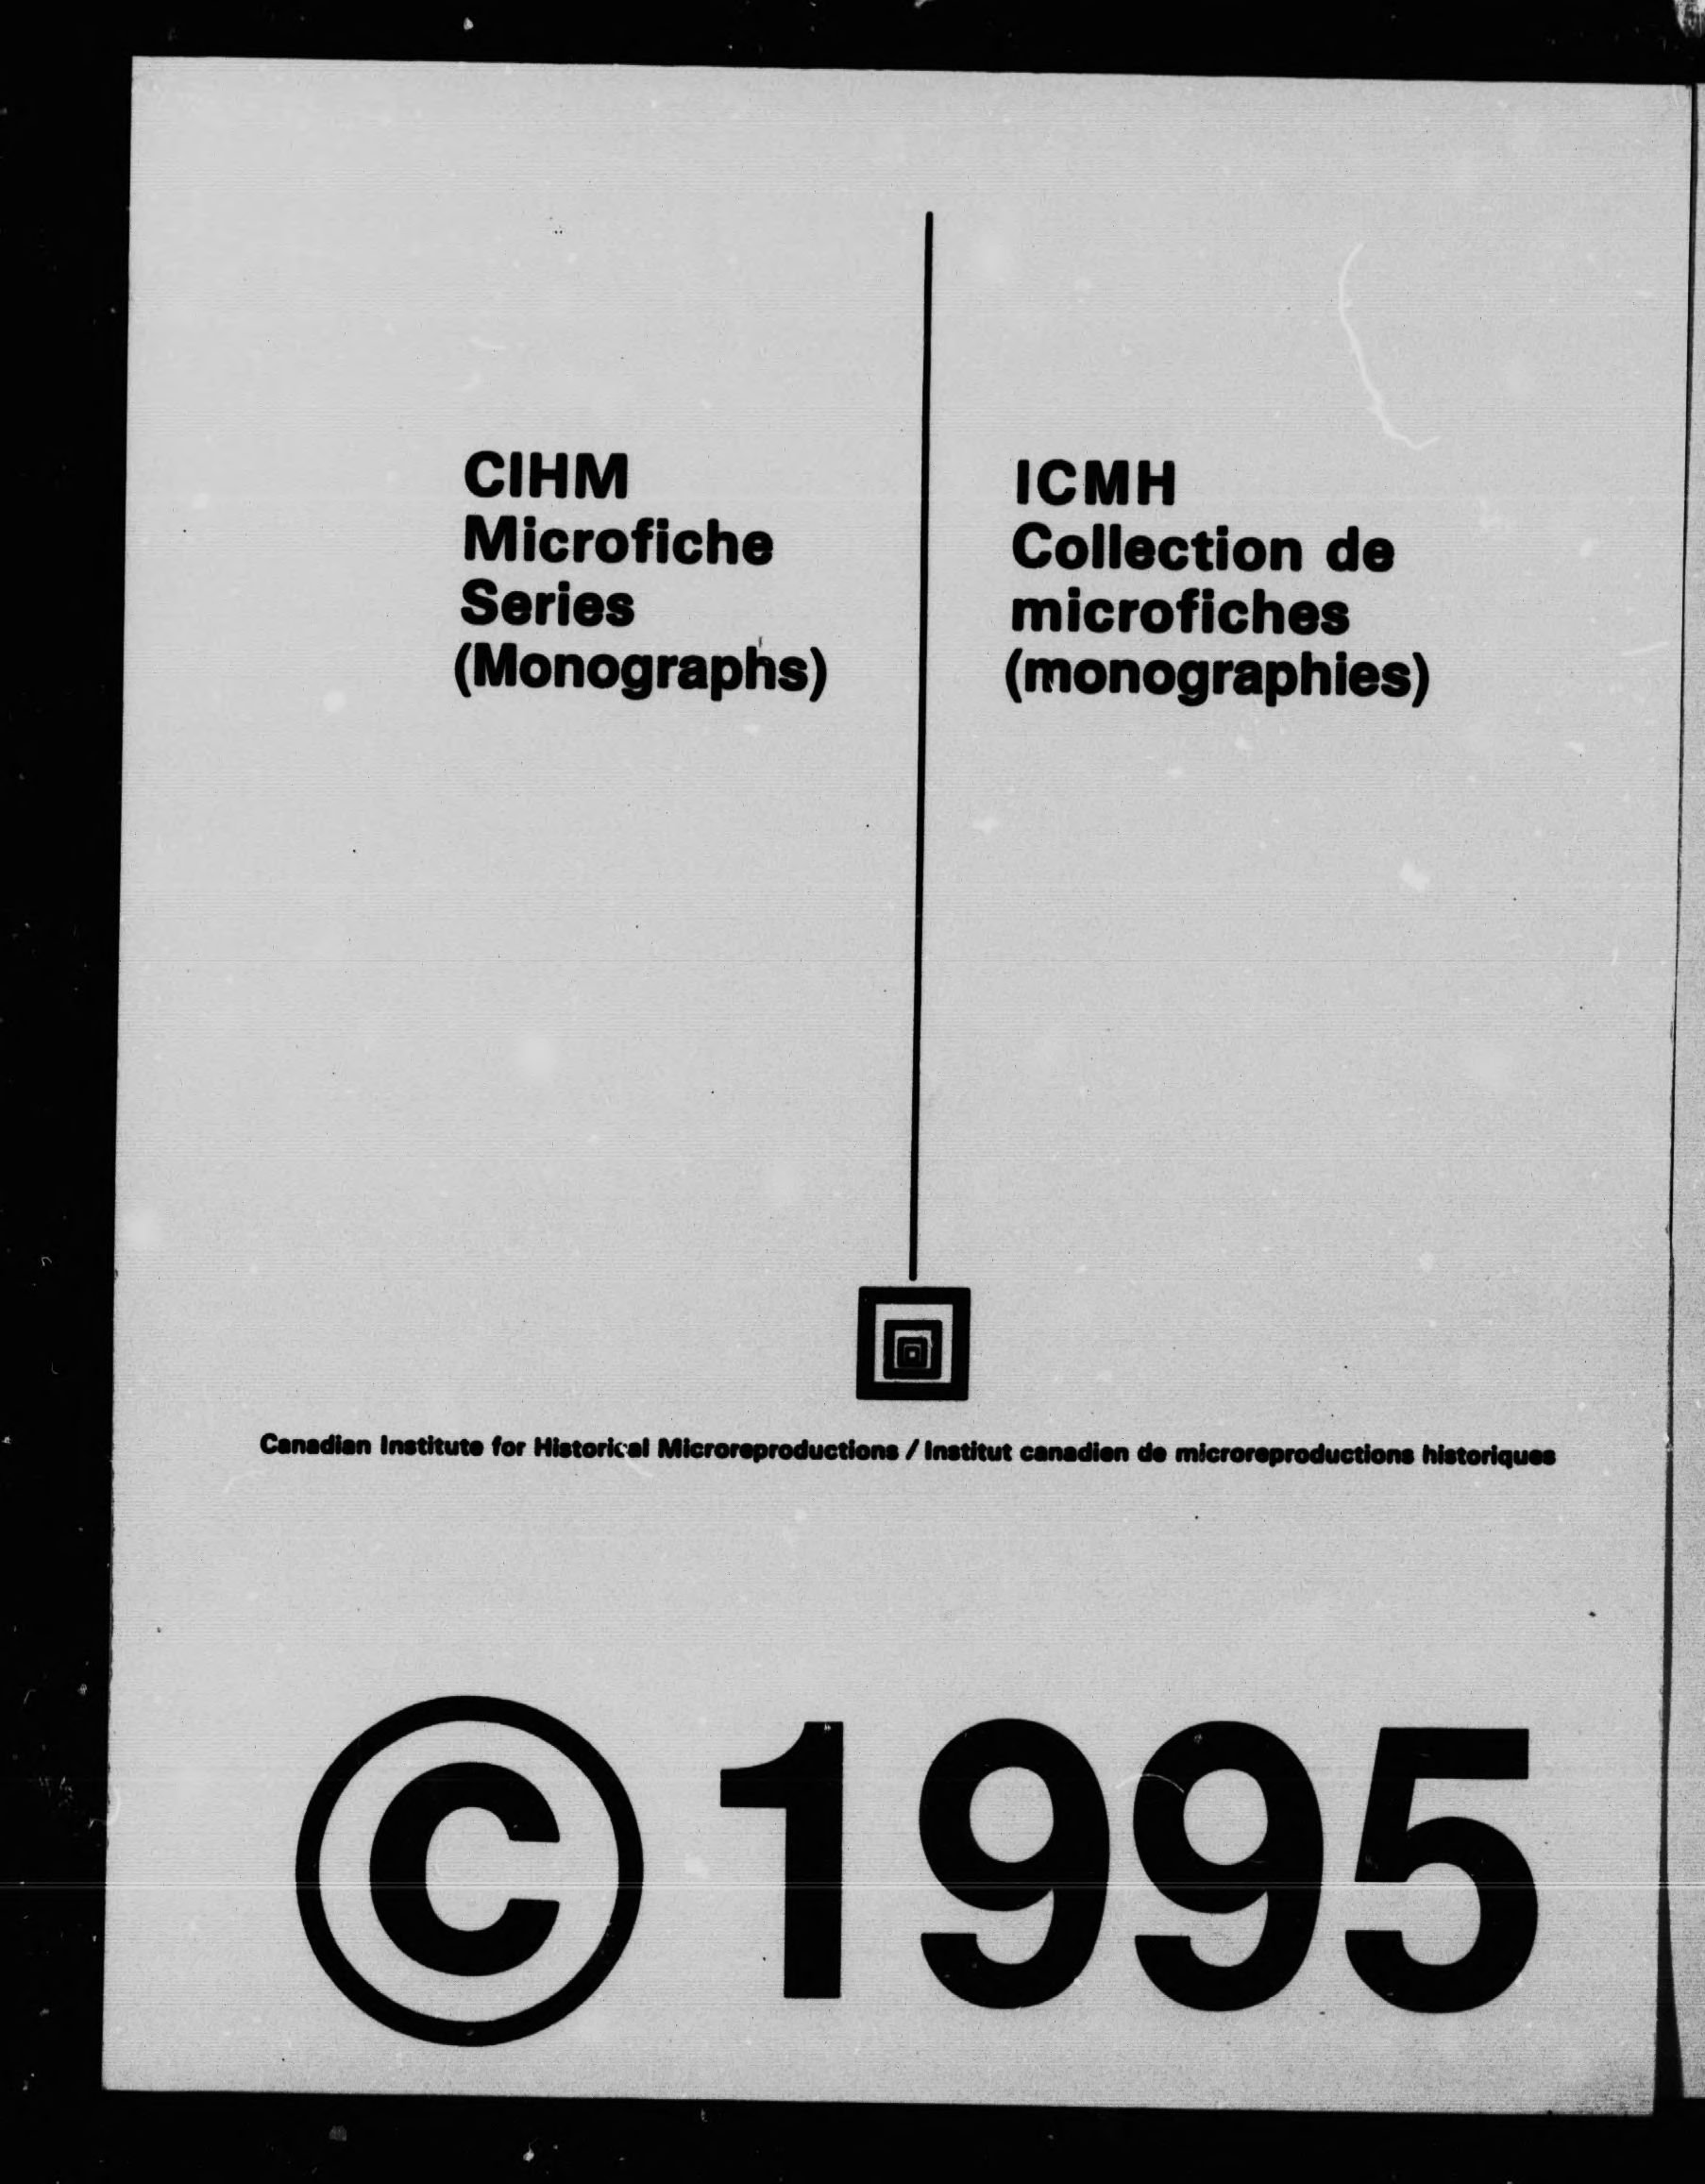 CIHM
Microfiche
Series
(Monographs)
ICMH
Collection de
microfiches
(monographies)
Canadian Institute for Historical Microreproductions / Institut canadien de microreproductions historiques
© 1995